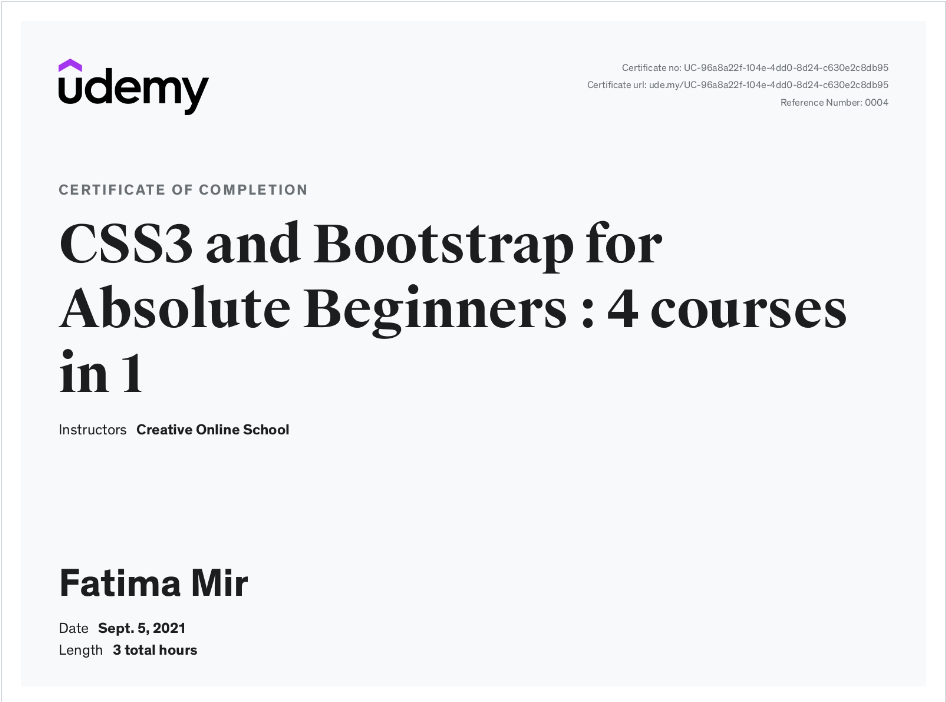 udemy
Certificate no: UC-96a8a22f-104e-4dd0-8d24-c630e2c8db95
Certificate url: ude.my/UC-96a8a22f-104e-4dd0-8d24-c630e2c8db95
Reference Number: 0004
CERTIFICATE OF COMPLETION
CSS3 and Bootstrap for
Absolute Beginners : 4 courses
in 1
Instructors Creative Online School
Fatima Mir
Date Sept. 5, 2021
Length 3 total hours